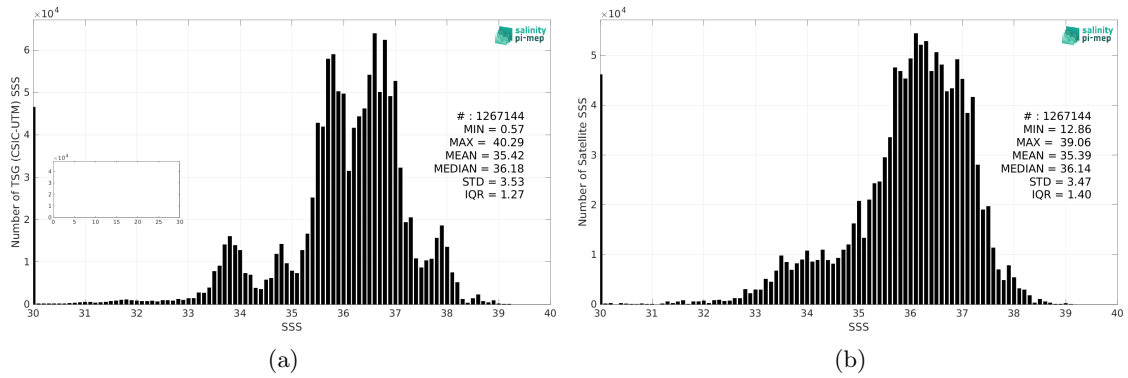 ×10⁴
salinity
pi-mep
Number of TSG (CSIC-UTM) SSS
6
5
4
3
2
1
0
# : 1267144
MIN = 0.57
MAX = 40.29
MEAN = 35.42
MEDIAN = 36.18
STD = 3.53
IQR = 1.27
×10⁴
4
3
2
1
0
0 5 10 15 20 25 30
30 31 32 33 34 35 36 37 38 39 40
SSS
(a)
×10⁴
salinity
pi-mep
Number of Satellite SSS
5
4
3
2
1
0
# : 1267144
MIN = 12.86
MAX = 39.06
MEAN = 35.39
MEDIAN = 36.14
STD = 3.47
IQR = 1.40
30 31 32 33 34 35 36 37 38 39 40
SSS
(b)